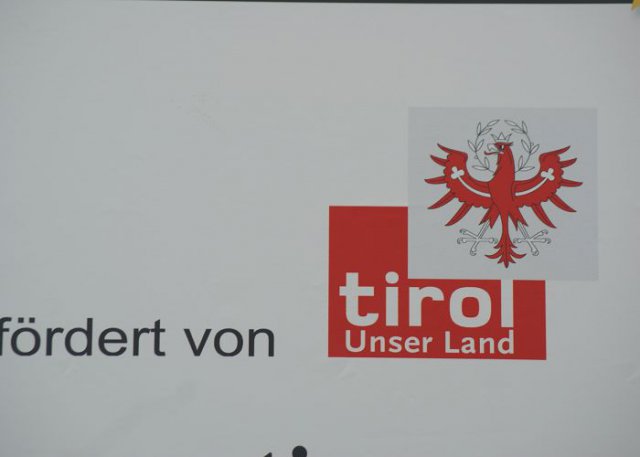 fördert von
tirol
Unser Land